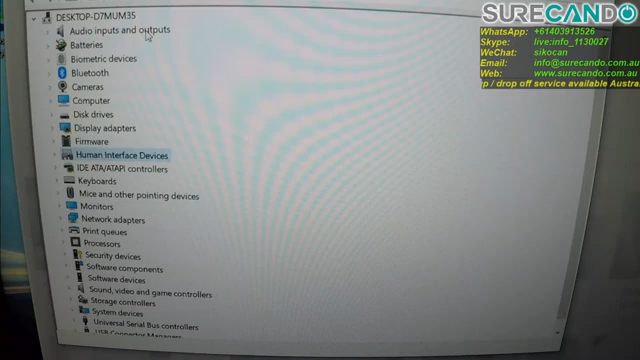 SURECANDO
WhatsApp: +61403913526
Skype: live:info_1130027
WeChat: sikocan
Email: info@surecando.com.au
Web: www.surecando.com.au
/ drop off service available Austra
DESKTOP-D7MUM35
Audio inputs and outputs
Batteries
Biometric devices
Bluetooth
Cameras
Computer
Disk drives
Display adapters
Firmware
Human Interface Devices
IDE ATA/ATAPI controllers
Keyboards
Mice and other pointing devices
Monitors
Network adapters
Print queues
Processors
Security devices
Software components
Software devices
Sound, video and game controllers
Storage controllers
System devices
Universal Serial Bus controllers
USB Connector Managers